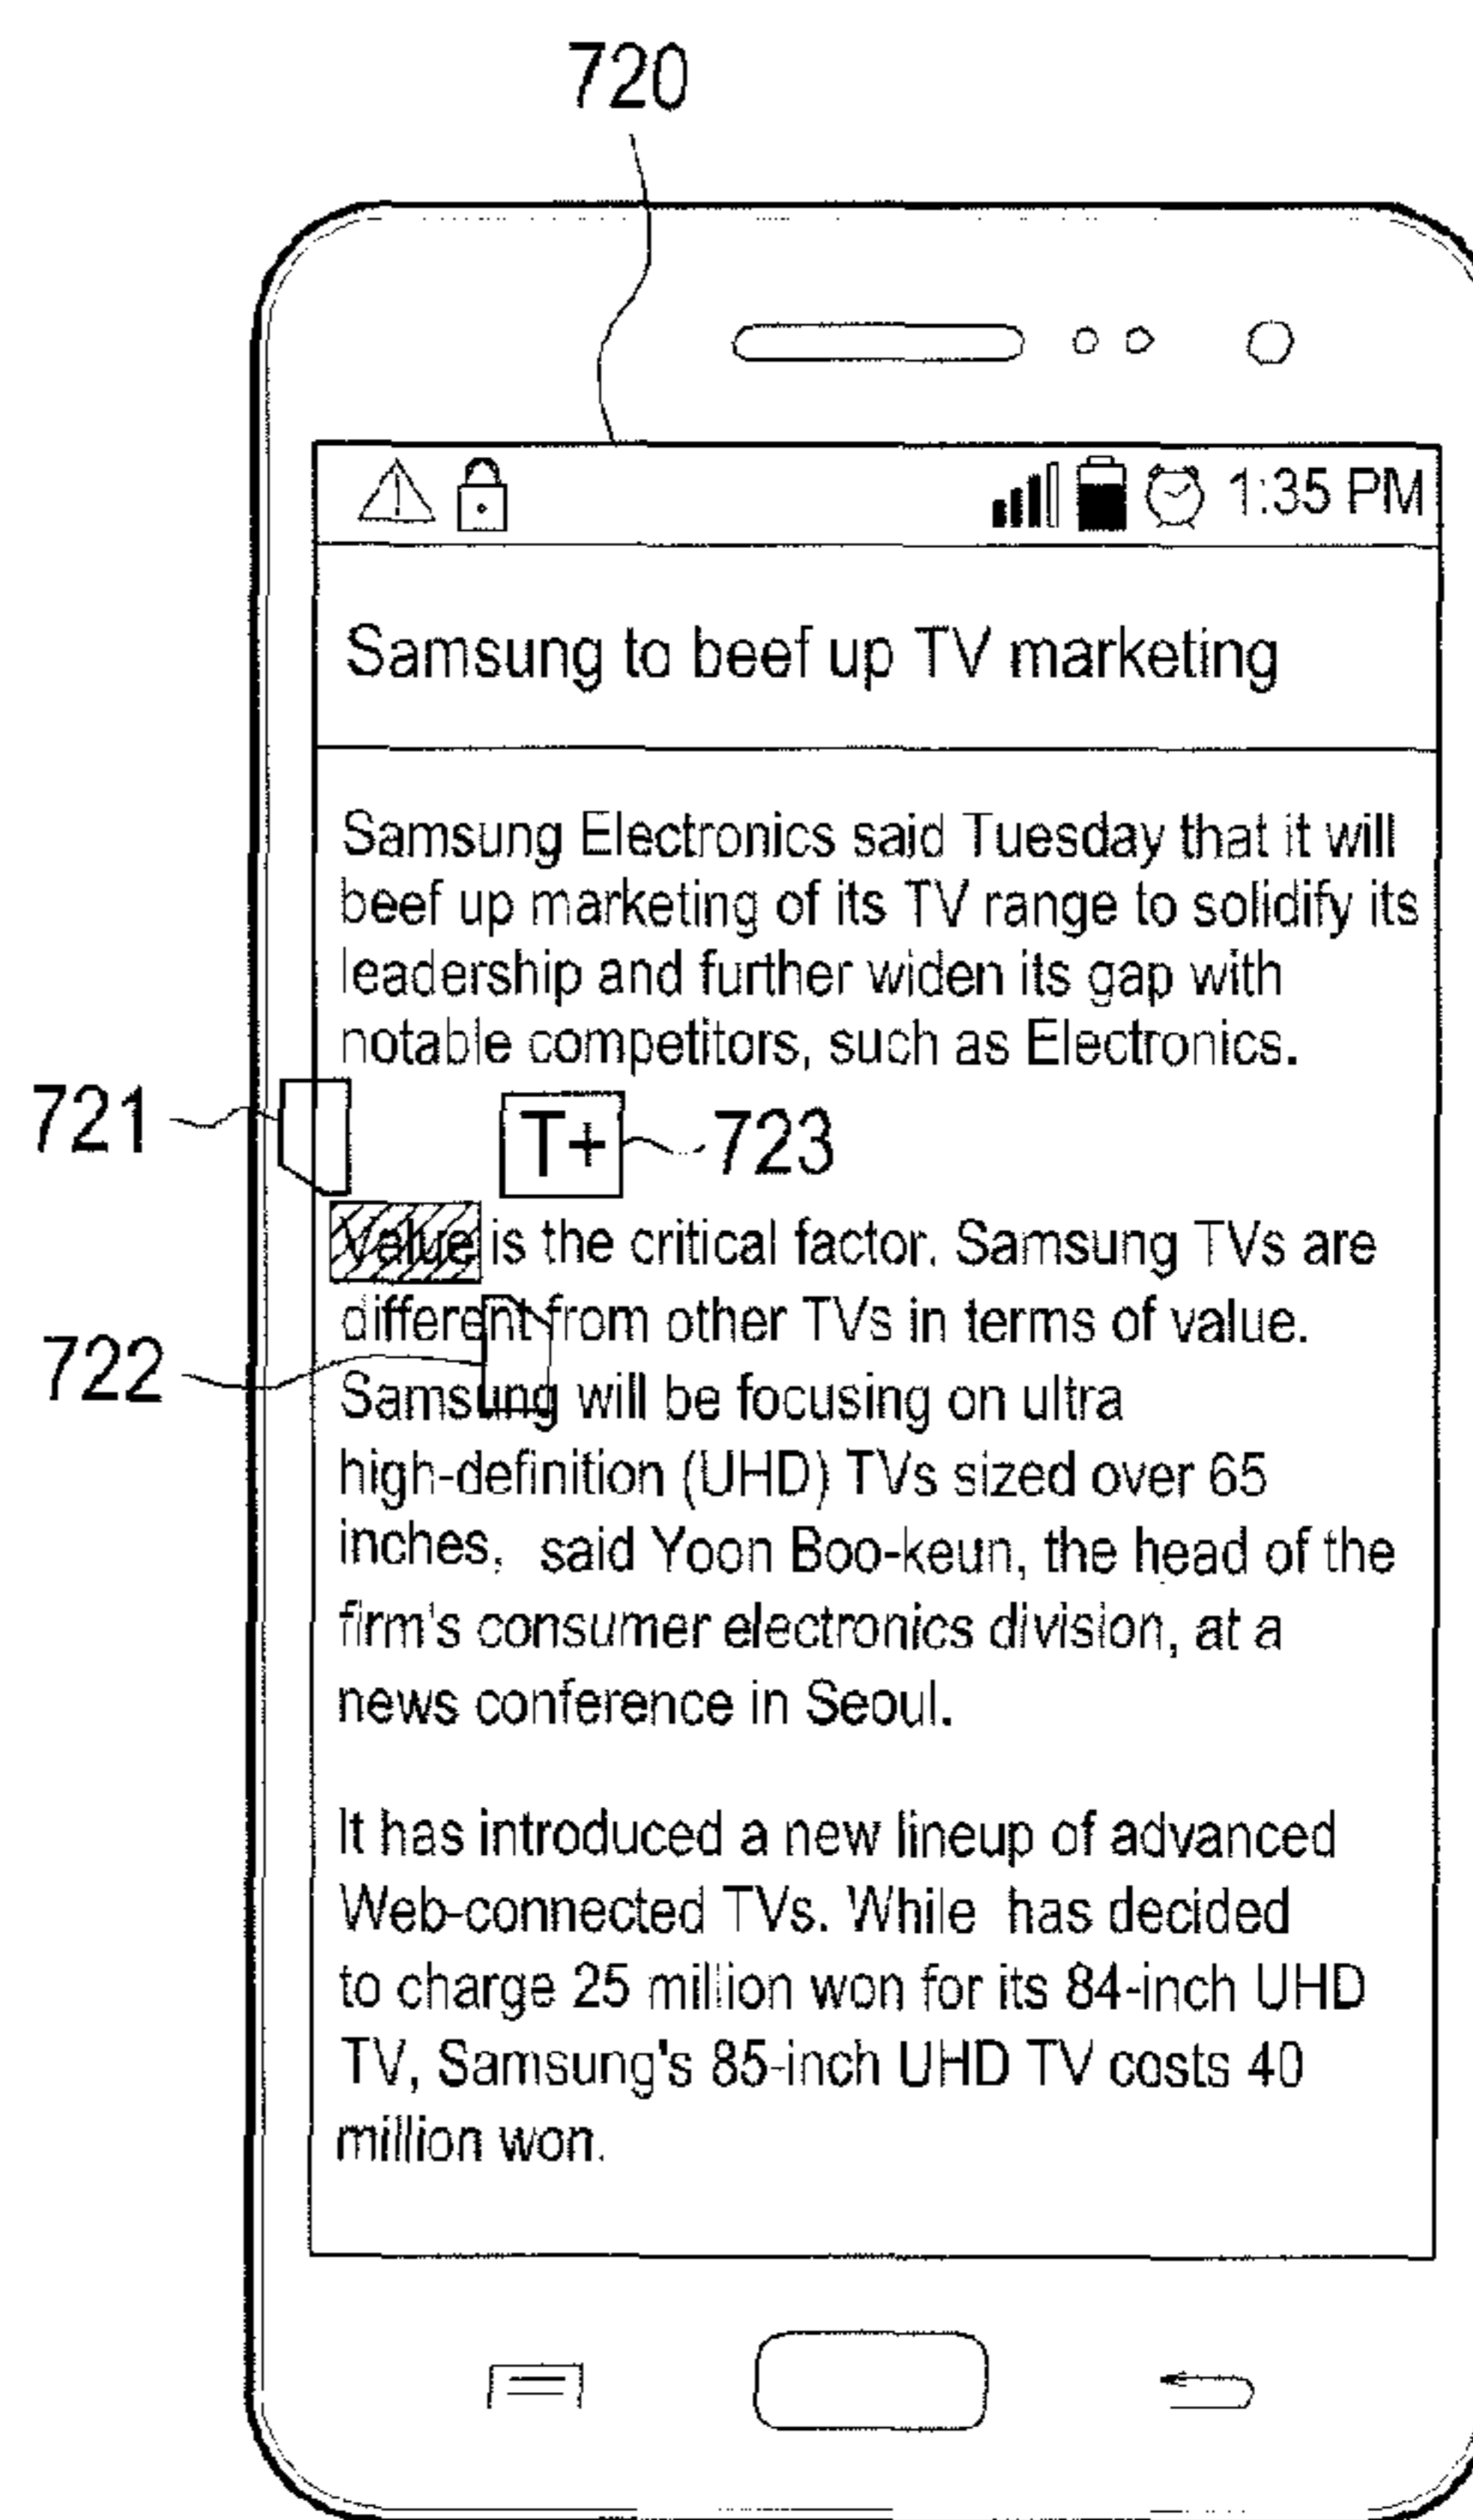 720
1:35 PM
Samsung to beef up TV marketing
Samsung Electronics said Tuesday that it will
beef up marketing of its TV range to solidify its
leadership and further widen its gap with
notable competitors, such as Electronics.
721
T+
723
Value is the critical factor. Samsung TVs are
different from other TVs in terms of value.
722
Samsung will be focusing on ultra
high-definition (UHD) TVs sized over 65
inches, said Yoon Boo-keun, the head of the
firm's consumer electronics division, at a
news conference in Seoul.
It has introduced a new lineup of advanced
Web-connected TVs. While has decided
to charge 25 million won for its 84-inch UHD
TV, Samsung's 85-inch UHD TV costs 40
million won.